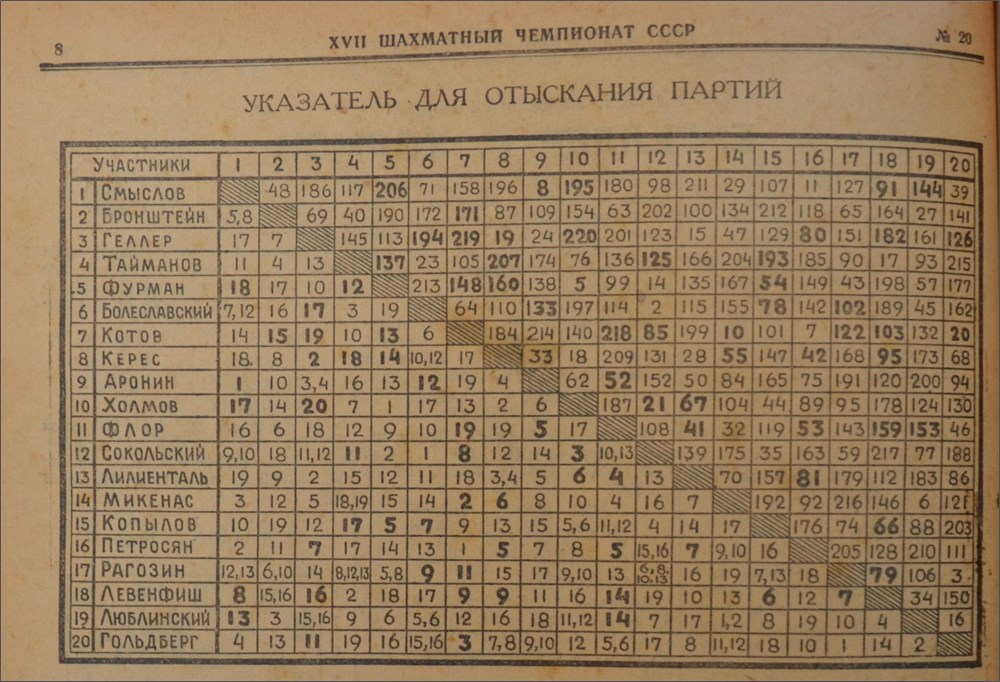 8 XVII ШАХМАТНЫЙ ЧЕМПИОНАТ СССР № 20
УКАЗАТЕЛЬ ДЛЯ ОТЫСКАНИЯ ПАРТИЙ
УЧАСТНИКИ 1 2 3 4 5 6 7 8 9 10 11 12 13 14 15 16 17 18 19 20
1 СМЫСЛОВ 48 186 117 206 71 158 196 8 195 180 98 211 29 107 11 127 91 144 39
2 БРОНШТЕЙН 5,8 69 40 190 172 171 87 109 154 63 202 100 134 212 118 65 164 27 141
3 ГЕЛЛЕР 17 7 145 113 194 219 19 24 220 201 123 15 47 129 80 151 182 161 126
4 ТАЙМАНОВ 11 4 13 137 23 105 207 174 76 136 125 166 204 193 185 90 17 93 215
5 ФУРМАН 18 17 10 12 213 148 160 138 5 99 14 135 167 54 149 43 198 57 177
6 БОЛЕСЛАВСКИЙ 7,12 16 17 3 19 64 110 133 197 114 2 115 155 78 142 102 189 45 162
7 КОТОВ 14 15 19 10 13 6 184 214 140 218 85 199 10 101 7 122 103 132 20
8 КЕРЕС 18. 8 2 18 14 10,12 17 33 18 209 131 28 55 147 42 168 95 173 68
9 АРОНИН 1 10 3,4 16 13 12 19 4 62 52 152 50 84 165 75 191 120 200 94
10 ХОЛМОВ 17 14 20 7 1 17 13 2 6 187 21 67 104 44 89 95 178 124 130
11 ФЛОР 16 6 18 12 9 10 19 19 5 17 108 41 32 119 53 143 159 153 46
12 СОКОЛЬСКИЙ 9,10 18 11,12 11 2 1 8 12 14 3 10,13 139 175 35 163 59 217 77 188
13 ЛИЛИЕНТАЛЬ 19 9 2 15 12 11 18 3,4 5 6 4 13 70 157 81 179 112 183 86
14 МИКЕНАС 3 12 5 18,19 15 14 2 6 8 10 4 16 7 192 92 216 146 6 121
15 КОПЫЛОВ 10 19 12 17 5 7 9 13 15 5,6 11,12 4 14 17 176 74 66 88 203
16 ПЕТРОСЯН 2 11 7 17 14 13 1 5 7 8 5 15,16 7 9,10 16 205 128 210 111
17 РАГОЗИН 12,13 6,10 14 8,12,13 5,8 9 11 15 17 9,10 13 6,8,10,13 16 19 7,13 18 79 106 3
18 ЛЕВЕНФИШ 8 15,16 16 2 18 17 9 9 11 16 14 19 10 13 6 12 7 34 150
19 ЛЮБЛИНСКИЙ 13 3 15,16 9 6 5,6 12 16 18 11,12 14 7 17 1,2 8 19 10 4 16
20 ГОЛЬДБЕРГ 4 13 11 19 16 15,16 3 7,8 9,10 12 5,6 17 8 11,12 18 10 1 14 2